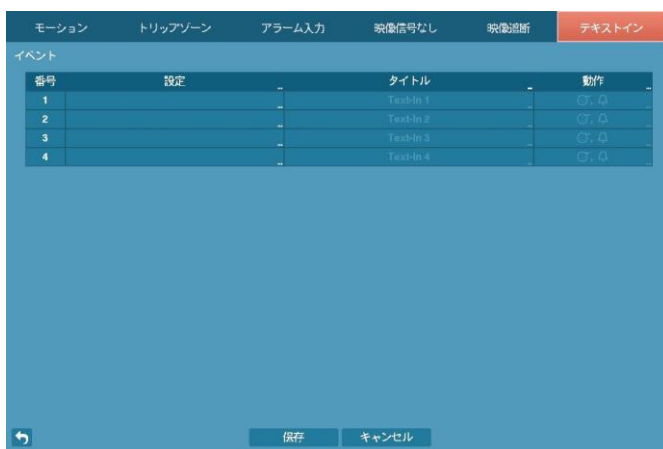 モーション トリップゾーン アラーム入力 映像信号なし 映像遮断 テキストイン
イベント
番号 設定 タイトル 動作
1 Text-In 1
2 Text-In 2
3 Text-In 3
4 Text-In 4
保存 キャンセル